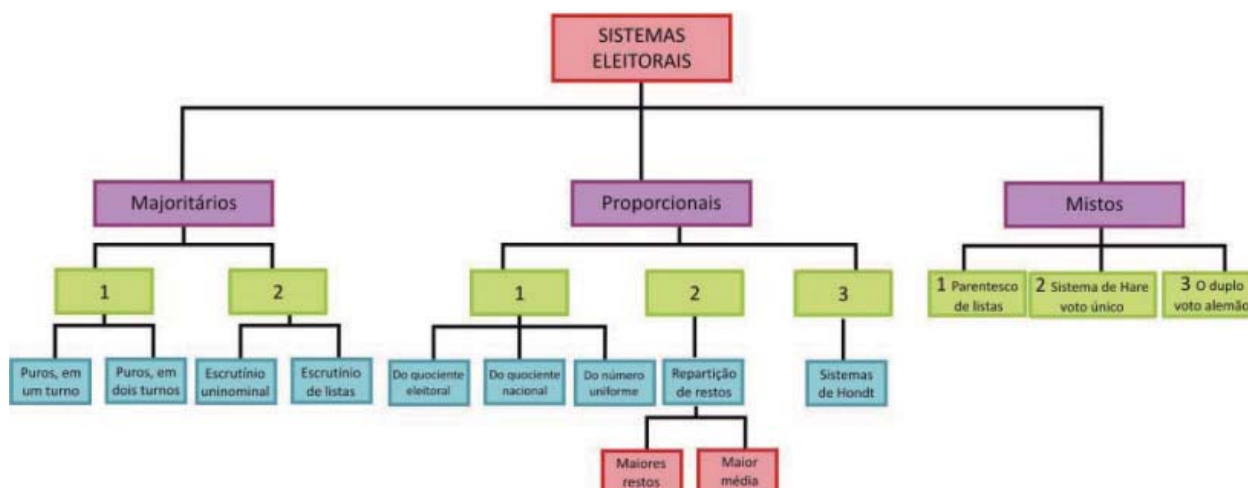 SISTEMAS
ELEITORAIS
Majoritários
Proporcionais
Mistos
1
2
1
2
3
1 Parentesco
de listas
2 Sistema de Hare
voto único
3 O duplo
voto alemão
Puros, em
um turno
Puros, em
dois turnos
Escrutínio
uninominal
Escrutínio
de listas
Do quociente
eleitoral
Do quociente
nacional
Do número
uniforme
Repartição
de restos
Sistemas
de Hondt
Maiores
restos
Maior
média